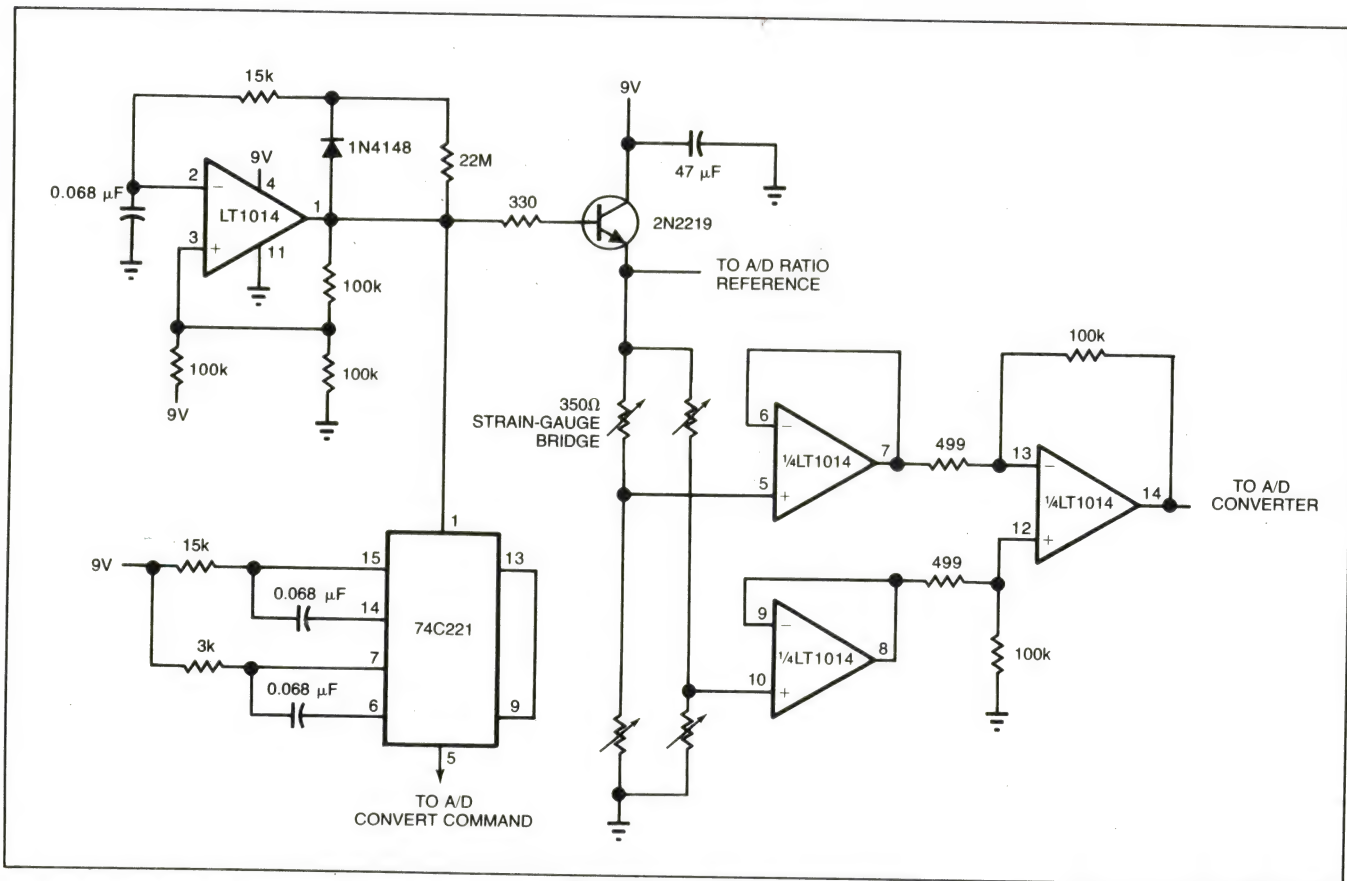 15k
1N4148
22M
9V
4
2
−
LT1014
1
0.068 µF
3
+
11
100k
100k
9V
100k
330
9V
47 µF
2N2219
TO A/D RATIO
REFERENCE
350Ω
STRAIN-GAUGE
BRIDGE
6
−
¼LT1014
7
5
+
499
100k
13
−
¼LT1014
14
12
+
TO A/D
CONVERTER
9
−
¼LT1014
8
10
+
499
100k
9V
15k
0.068 µF
3k
0.068 µF
1
15
13
14
74C221
7
6
9
5
TO A/D
CONVERT COMMAND